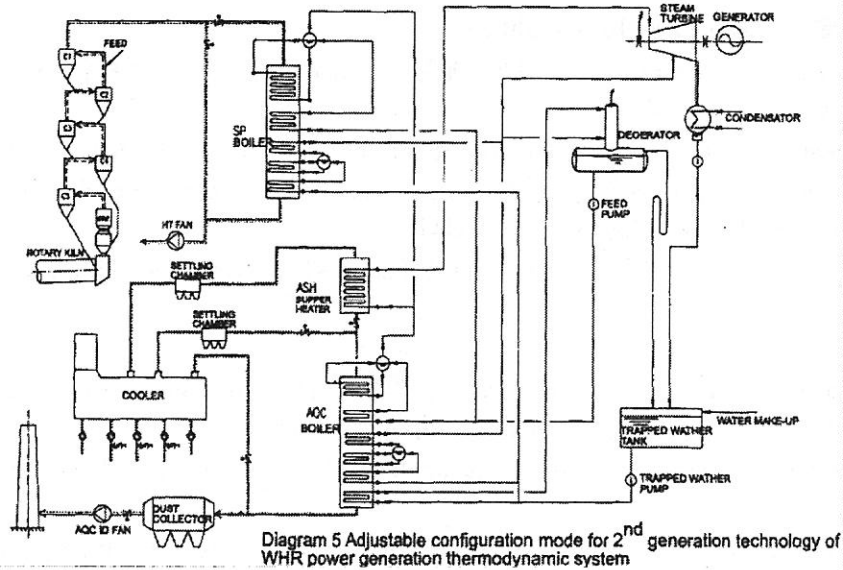 STEAM
TURBINE
GENERATOR
FEED
SP
BOILER
DEOERATOR
CONDENSATOR
HT FAN
FEED
PUMP
ROTARY KILN
SETTLING
CHAMBER
ASH
SUPPER
HEATER
SETTLING
CHAMBER
COOLER
AQC
BOILER
TRAPPED WATHER
TANK
WATER MAKE-UP
TRAPPED WATHER
PUMP
DUST
COLLECTOR
AQC ID FAN
Diagram 5 Adjustable configuration mode for 2nd generation technology of
WHR power generation thermodynamic system